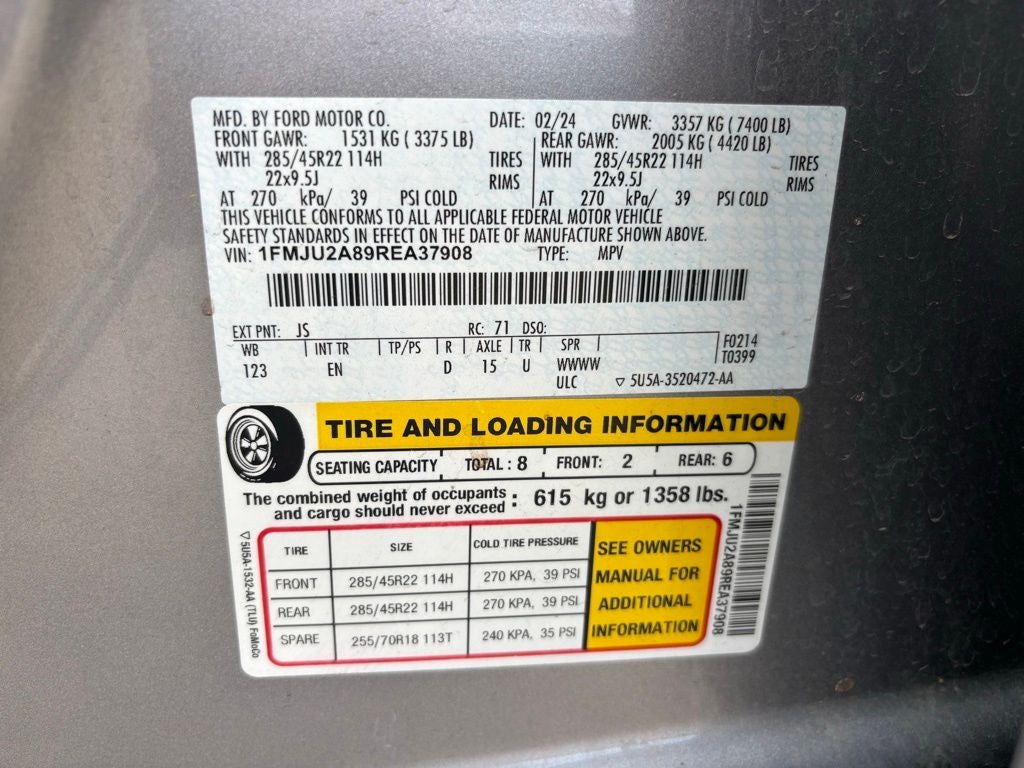 MFD. BY FORD MOTOR CO. DATE: 02/24 GVWR: 3357 KG ( 7400 LB)
FRONT GAWR: 1531 KG ( 3375 LB) REAR GAWR: 2005 KG ( 4420 LB)
WITH 285/45R22 114H TIRES WITH 285/45R22 114H TIRES
22x9.5J RIMS 22x9.5J RIMS
AT 270 kPa/ 39 PSI COLD AT 270 kPa/ 39 PSI COLD
THIS VEHICLE CONFORMS TO ALL APPLICABLE FEDERAL MOTOR VEHICLE
SAFETY STANDARDS IN EFFECT ON THE DATE OF MANUFACTURE SHOWN ABOVE.
VIN: 1FMJU2A89REA37908 TYPE: MPV
EXT PNT: JS RC: 71 DSO:
WB INT TR TP/PS R AXLE TR SPR F0214
123 EN D 15 U WWWW T0399
ULC ▽ 5U5A-3520472-AA
TIRE AND LOADING INFORMATION
SEATING CAPACITY TOTAL : 8 FRONT: 2 REAR: 6
The combined weight of occupants
and cargo should never exceed : 615 kg or 1358 lbs.
TIRE SIZE COLD TIRE PRESSURE
FRONT 285/45R22 114H 270 KPA, 39 PSI
REAR 285/45R22 114H 270 KPA, 39 PSI
SPARE 255/70R18 113T 240 KPA, 35 PSI
SEE OWNERS
MANUAL FOR
ADDITIONAL
INFORMATION
▽ 5U5A-1532-AA (TLU) FoMoCo
1FMJU2A89REA37908